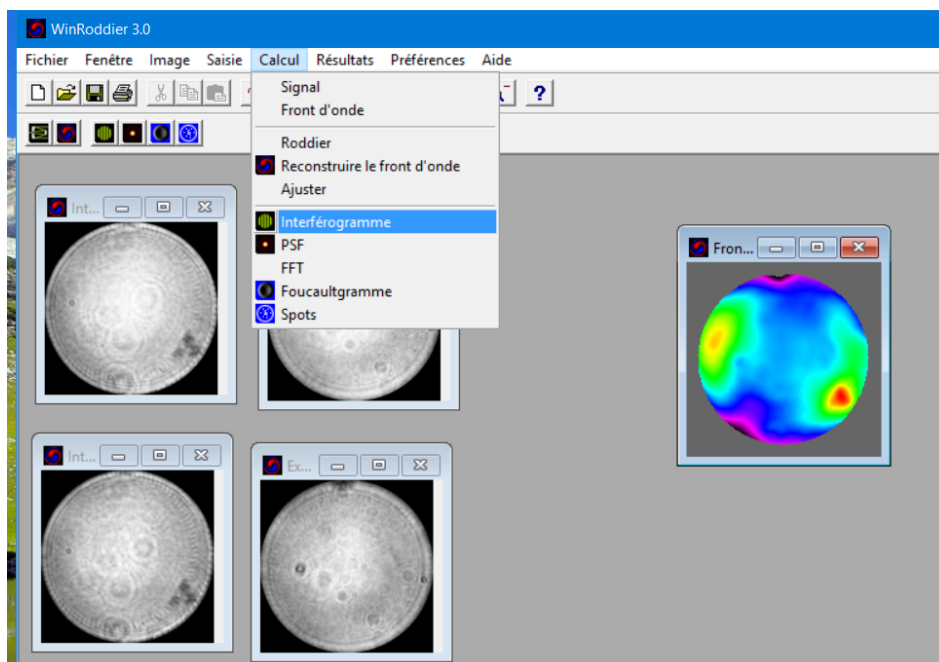 WinRoddier 3.0
Fichier Fenêtre Image Saisie Calcul Résultats Préférences Aide
Signal
Front d'onde
Roddier
Reconstruire le front d'onde
Ajuster
Interférogramme
PSF
FFT
Foucaultgramme
Spots
Int...
Fron...
Int...
Ex...